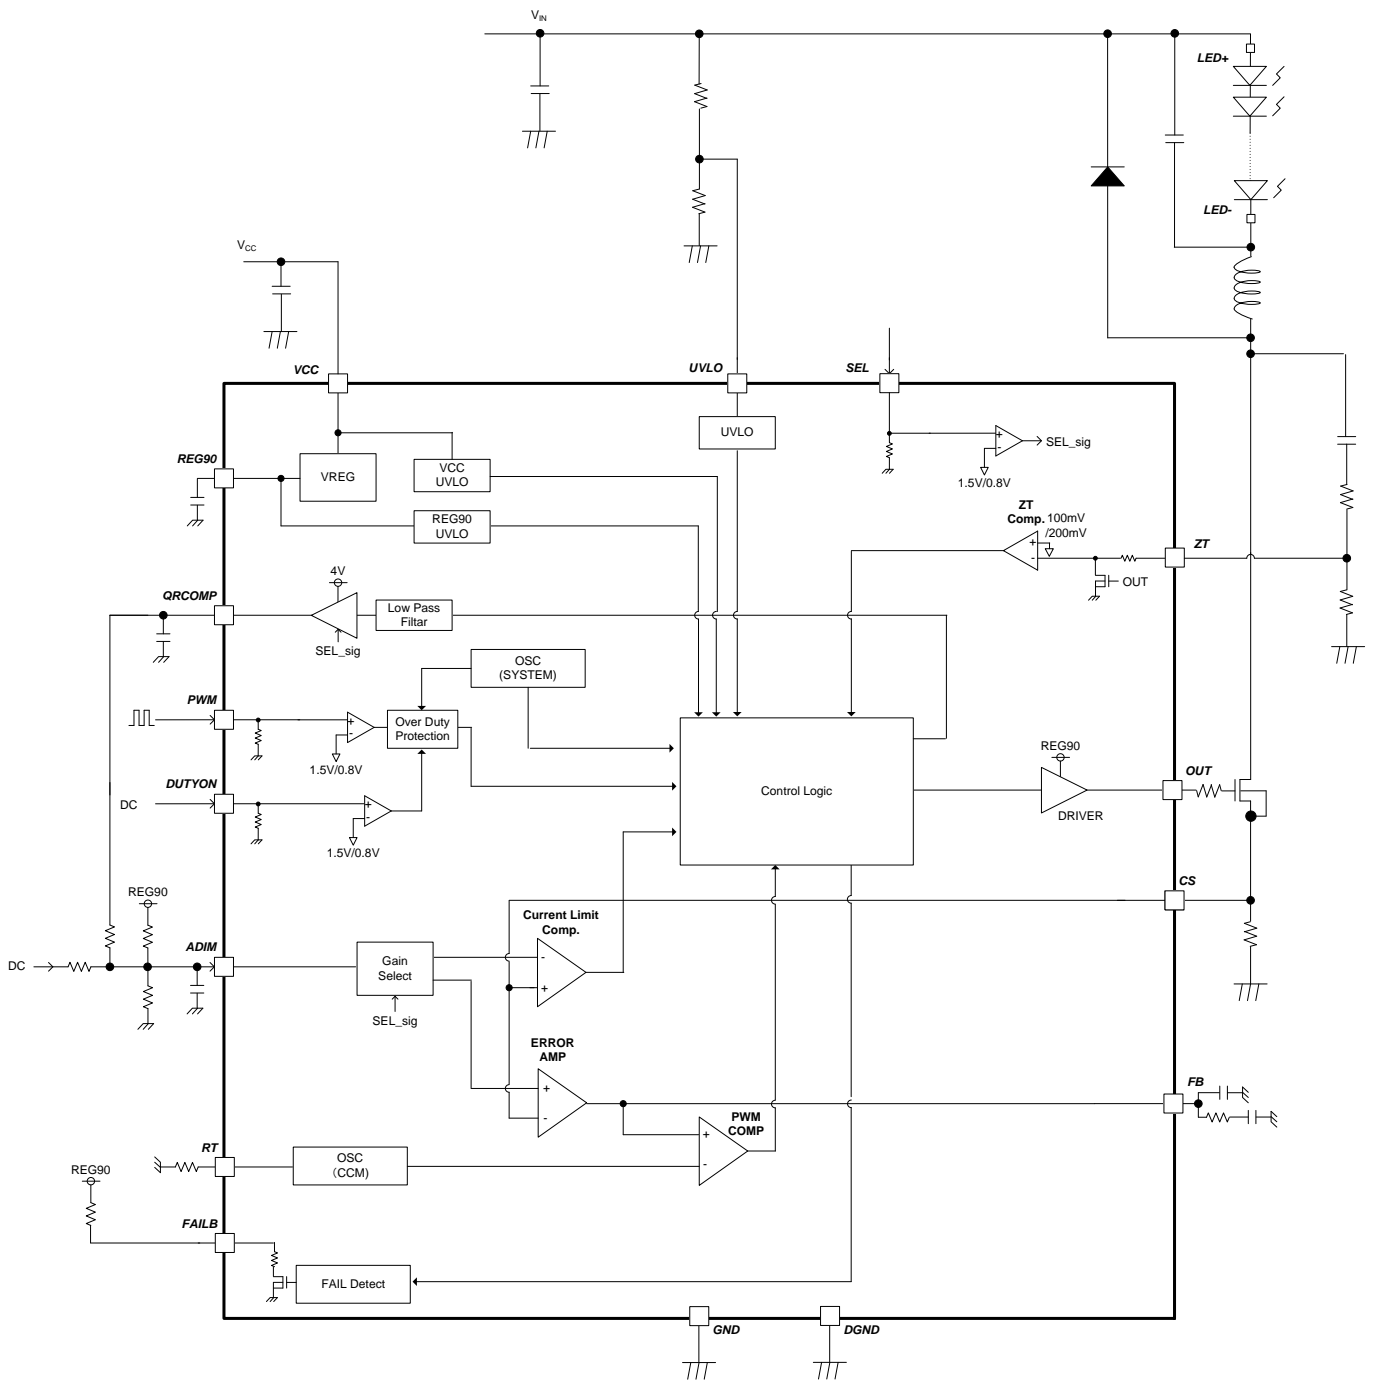 VIN
LED+
LED-
VCC
VCC
UVLO
SEL
UVLO
SEL_sig
1.5V/0.8V
REG90
VREG
VCC
UVLO
REG90
UVLO
ZT
Comp.
100mV
/200mV
ZT
OUT
4V
QRCOMP
Low Pass
Filtar
SEL_sig
OSC
(SYSTEM)
PWM
Over Duty
Protection
1.5V/0.8V
REG90
OUT
DUTYON
DC
Control Logic
DRIVER
1.5V/0.8V
REG90
CS
Current Limit
Comp.
ADIM
DC
Gain
Select
-
+
SEL_sig
ERROR
AMP
+
-
FB
PWM
COMP
+
-
RT
OSC
(CCM)
REG90
FAILB
FAIL Detect
GND
DGND